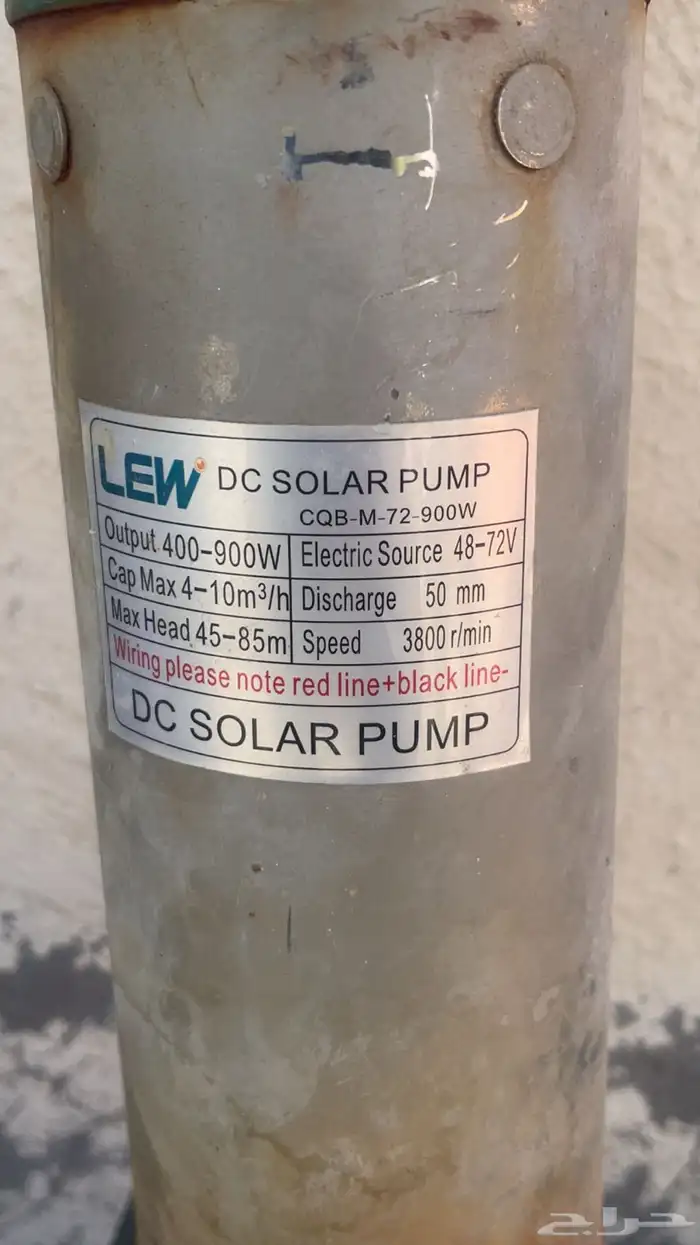 LEW DC SOLAR PUMP
CQB-M-72-900W
Output 400-900W Electric Source 48-72V
Cap Max 4-10m³/h Discharge 50 mm
Max Head 45-85m Speed 3800 r/min
Wiring please note red line+black line-
DC SOLAR PUMP
حراج